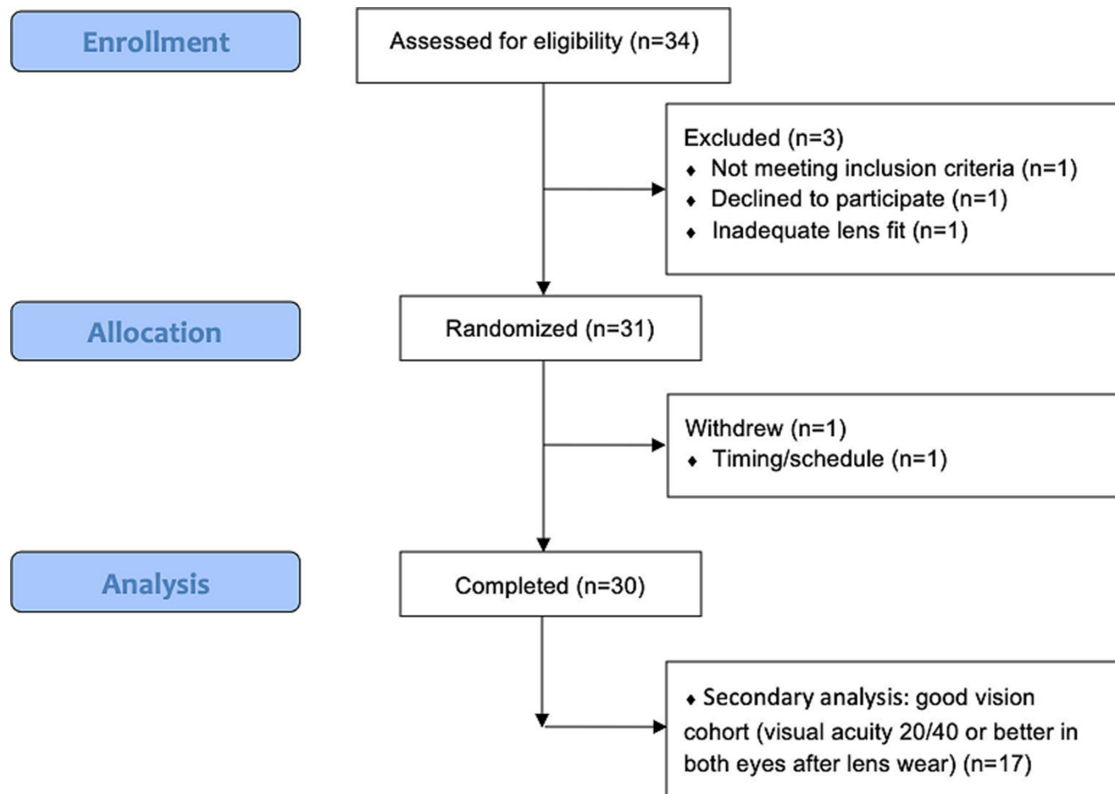 Enrollment
Assessed for eligibility (n=34)
Excluded (n=3)
♦ Not meeting inclusion criteria (n=1)
♦ Declined to participate (n=1)
♦ Inadequate lens fit (n=1)
Allocation
Randomized (n=31)
Withdrew (n=1)
♦ Timing/schedule (n=1)
Analysis
Completed (n=30)
♦ Secondary analysis: good vision
cohort (visual acuity 20/40 or better in
both eyes after lens wear) (n=17)